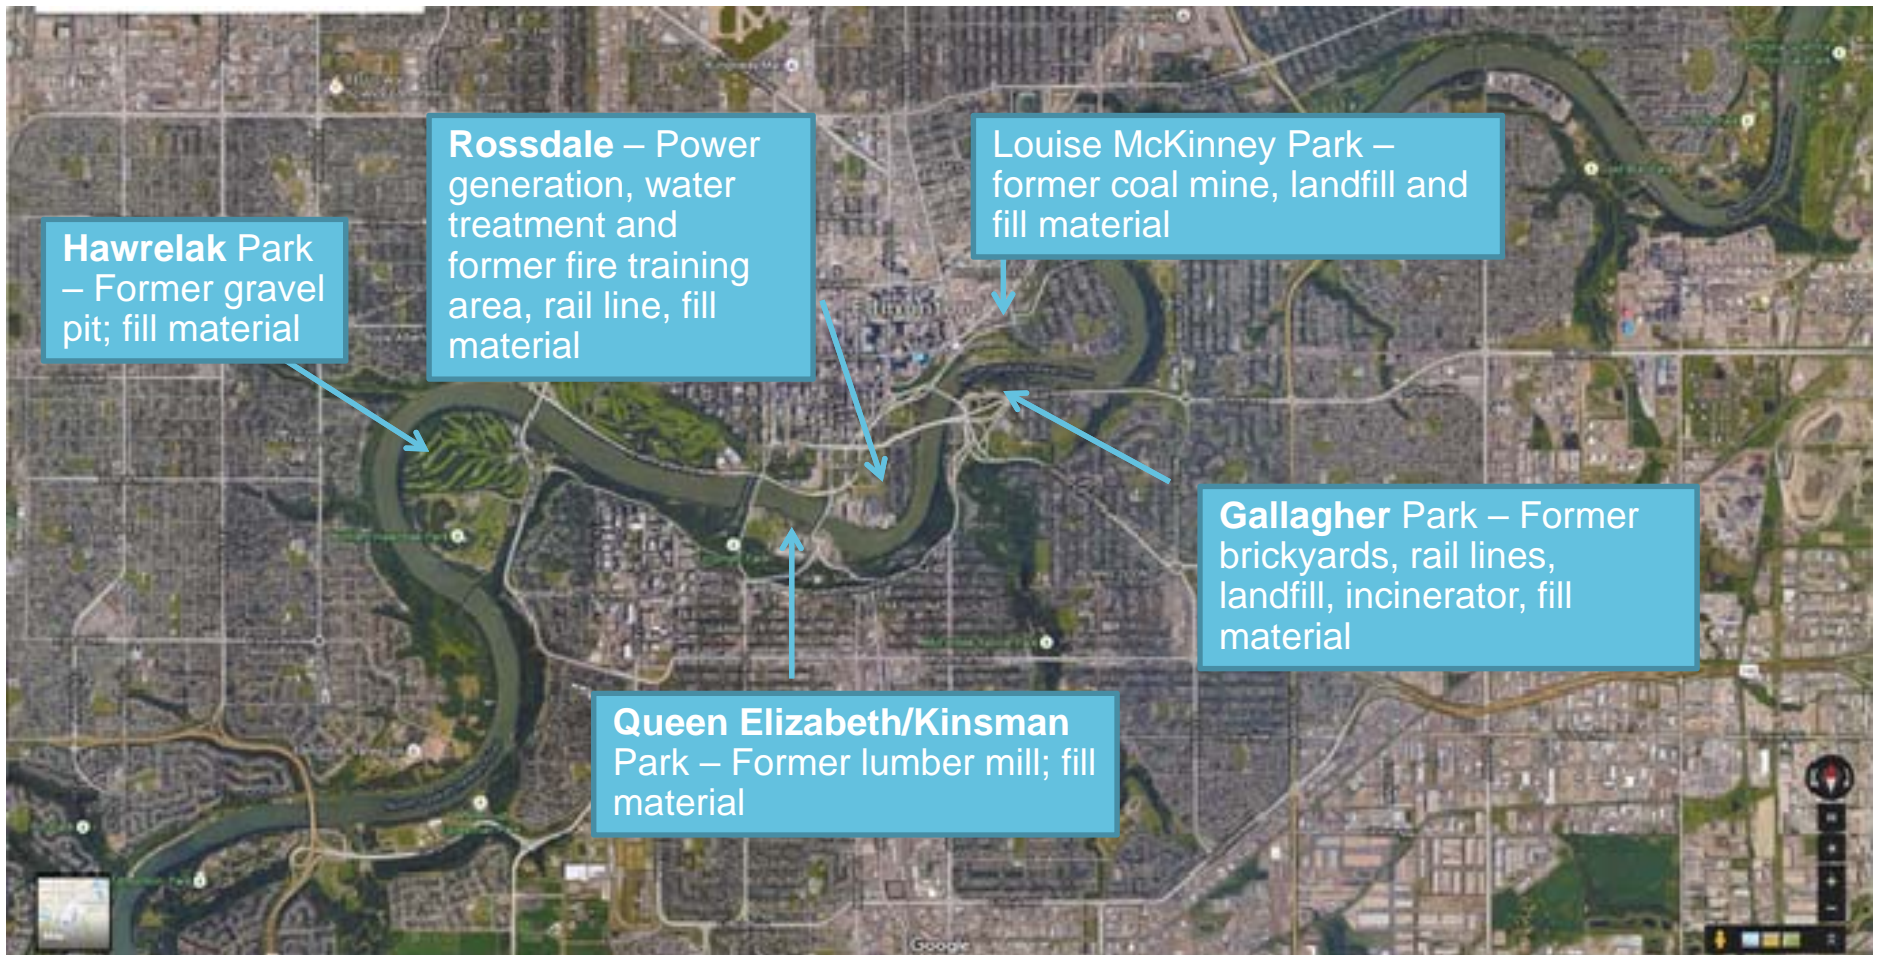 Rossdale – Power
generation, water
treatment and
former fire training
area, rail line, fill
material
Louise McKinney Park –
former coal mine, landfill and
fill material
Hawrelak Park
– Former gravel
pit; fill material
Gallagher Park – Former
brickyards, rail lines,
landfill, incinerator, fill
material
Queen Elizabeth/Kinsman
Park – Former lumber mill; fill
material
Google